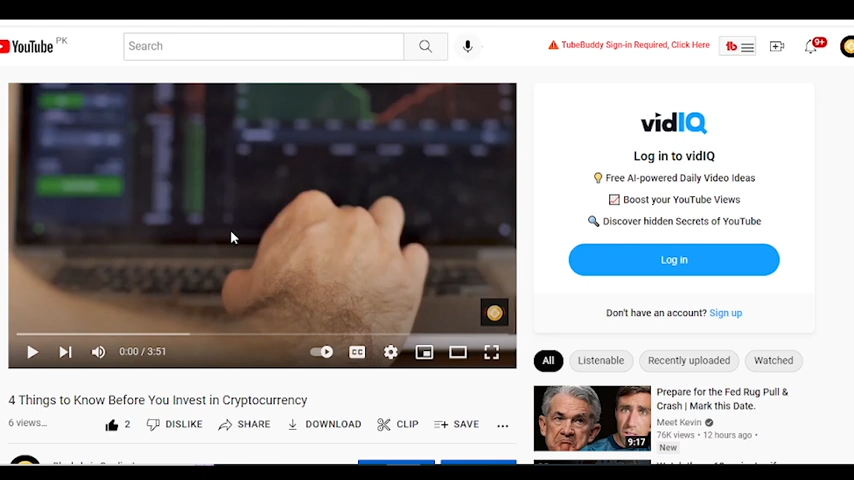 YouTube PK
Search
TubeBuddy Sign-in Required, Click Here
tb
9+
vidIQ
Log in to vidIQ
Free AI-powered Daily Video Ideas
Boost your YouTube Views
Discover hidden Secrets of YouTube
Log in
Don't have an account? Sign up
CC
0:00 / 3:51
All
Listenable
Recently uploaded
Watched
4 Things to Know Before You Invest in Cryptocurrency
6 views...
2
DISLIKE
SHARE
DOWNLOAD
CLIP
SAVE
...
Prepare for the Fed Rug Pull &
Crash | Mark this Date.
Meet Kevin
76K views • 12 hours ago •
New
9:17